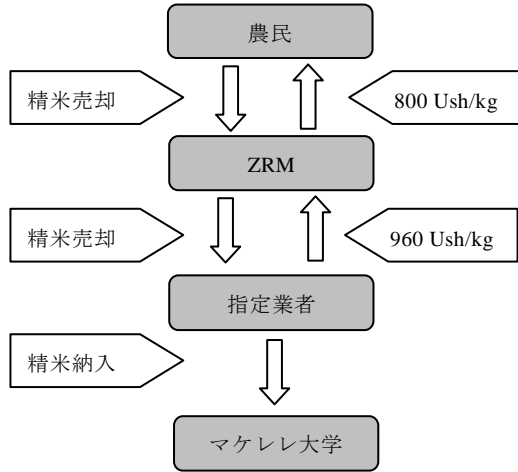 農民
精米売却
800 Ush/kg
ZRM
精米売却
960 Ush/kg
指定業者
精米納入
マケレレ大学